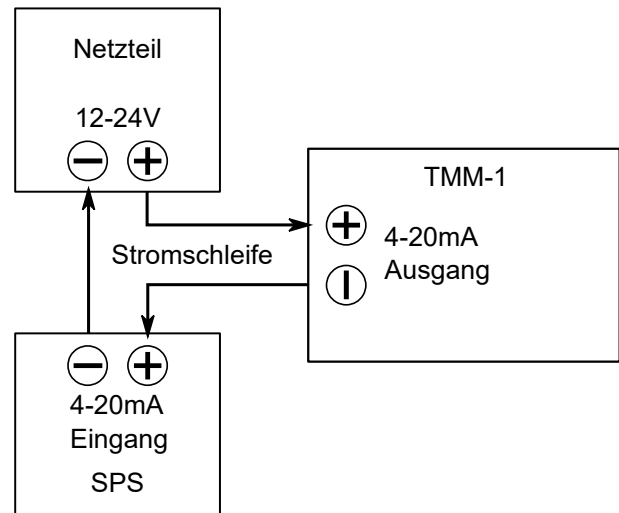 Netzteil
12-24V
− +
TMM-1
+
4-20mA
Ausgang
−
Stromschleife
− +
4-20mA
Eingang
SPS